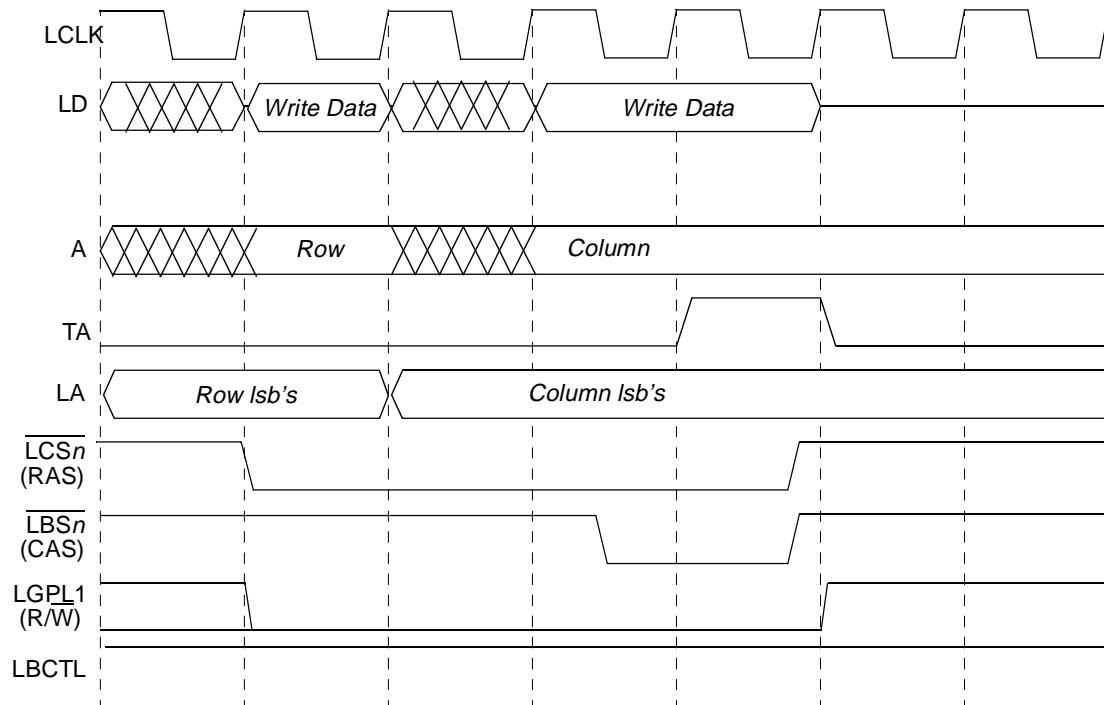 LCLK
LD
Write Data
Write Data
A
Row
Column
TA
LA
Row lsb's
Column lsb's
LCSn
(RAS)
LBSn
(CAS)
LGPL1
(R/W)
LBCTL